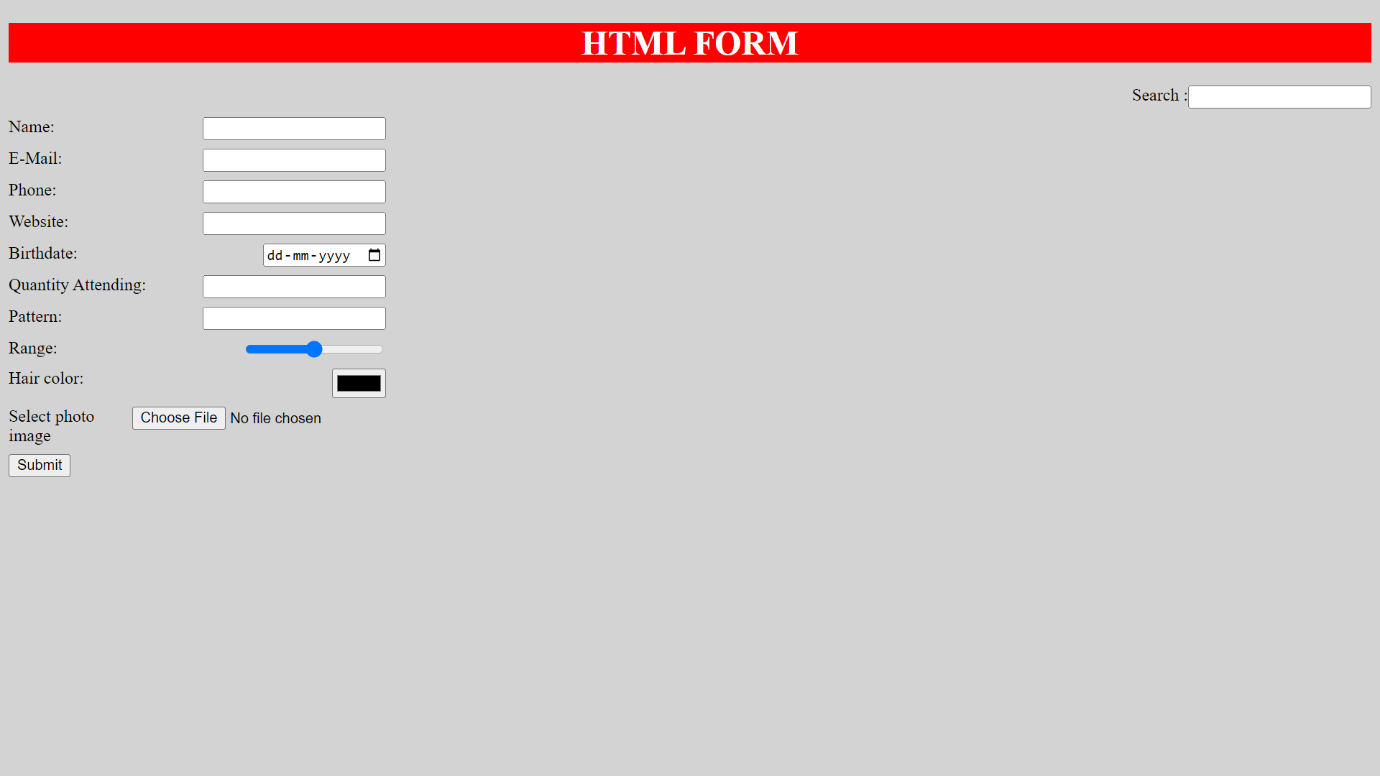 HTML FORM
Search :
Name:
E-Mail:
Phone:
Website:
Birthdate: dd-mm-yyyy
Quantity Attending:
Pattern:
Range:
Hair color:
Select photo Choose File No file chosen
image
Submit